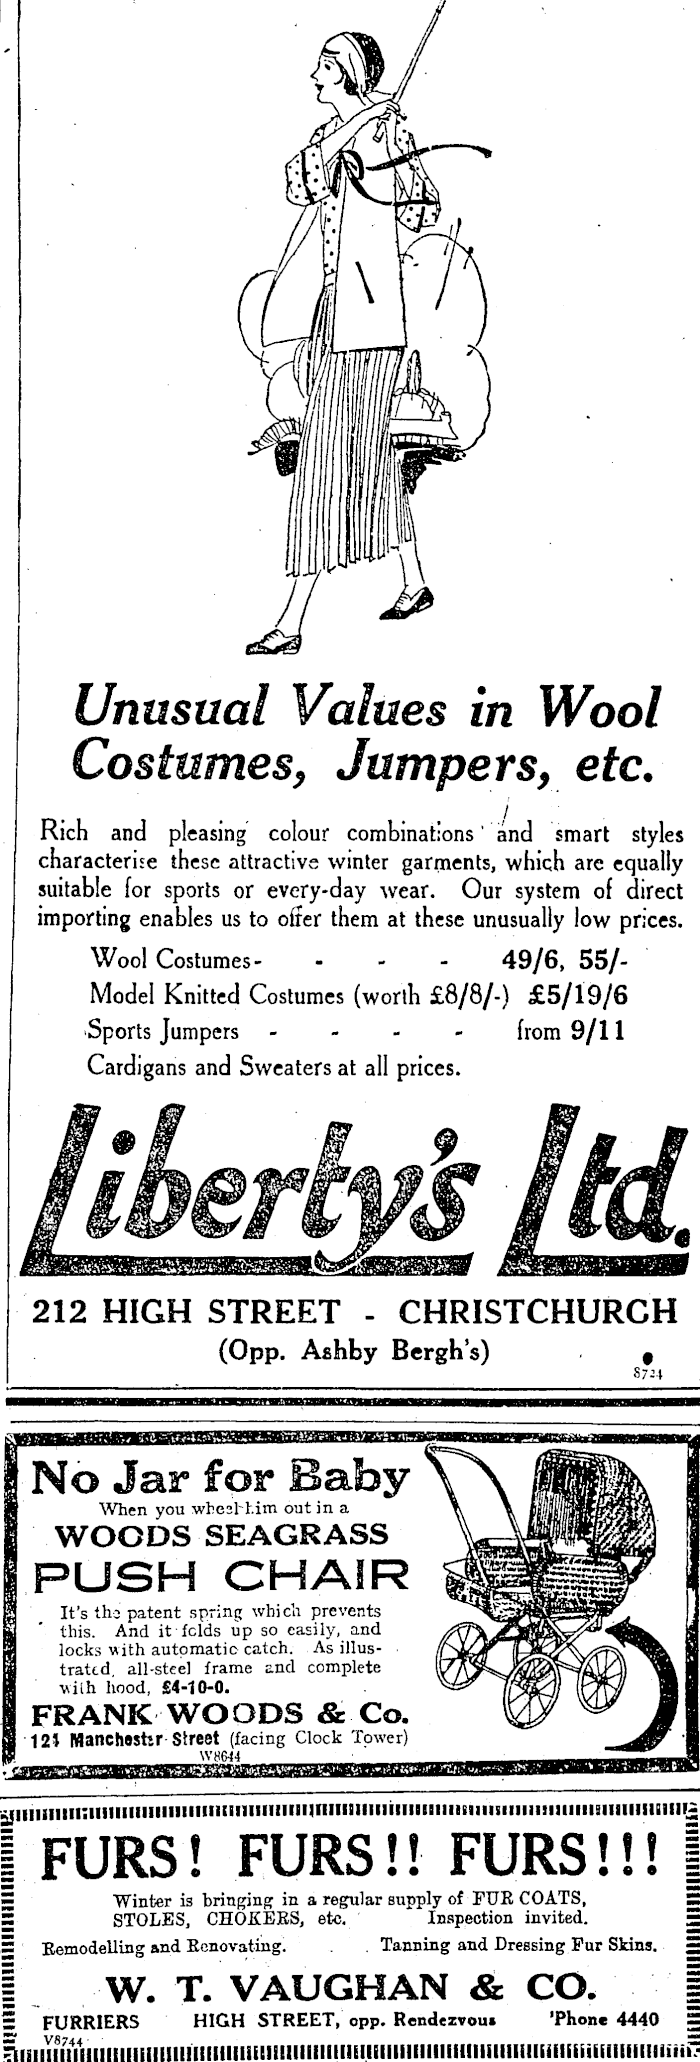 Unusual Values in Wool
Costumes, Jumpers, etc.
Rich and pleasing colour combinations and smart styles
characterise these attractive winter garments, which are equally
suitable for sports or every-day wear. Our system of direct
importing enables us to offer them at these unusually low prices.
Wool Costumes - - - - 49/6, 55/-
Model Knitted Costumes (worth £8/8/-) £5/19/6
Sports Jumpers - - - - from 9/11
Cardigans and Sweaters at all prices.
Liberty's Ltd.
212 HIGH STREET - CHRISTCHURCH
(Opp. Ashby Bergh's)
8724
No Jar for Baby
When you wheel him out in a
WOODS SEAGRASS
PUSH CHAIR
It's the patent spring which prevents
this. And it folds up so easily, and
locks with automatic catch. As illus-
trated, all-steel frame and complete
with hood, £4-10-0.
FRANK WOODS & Co.
Manchester Street (facing Clock Tower)
W8644
FURS! FURS!! FURS!!!
Winter is bringing in a regular supply of FUR COATS,
STOLES, CHOKERS, etc. Inspection invited.
Remodelling and Renovating. Tanning and Dressing Fur Skins.
W. T. VAUGHAN & CO.
FURRIERS HIGH STREET, opp. Rendezvous 'Phone 4440
V8744